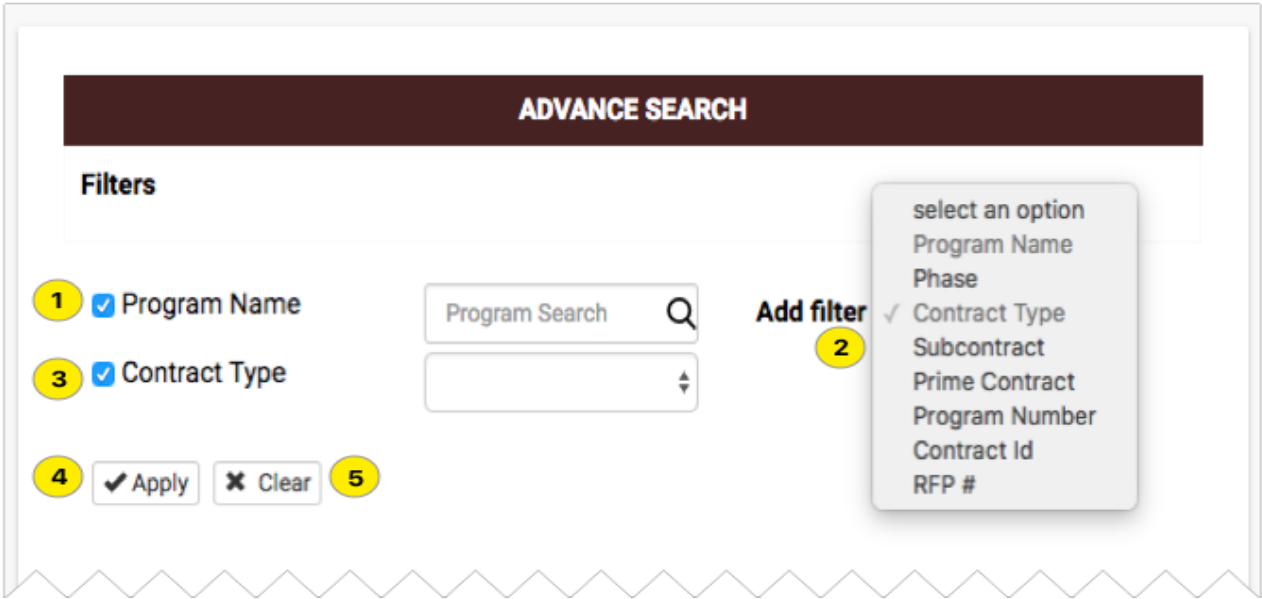 ADVANCE SEARCH
Filters
select an option
Program Name
Phase
1 Program Name
Program Search
Add filter
Contract Type
2
Subcontract
3 Contract Type
Prime Contract
Program Number
Contract Id
RFP #
4 Apply
Clear 5